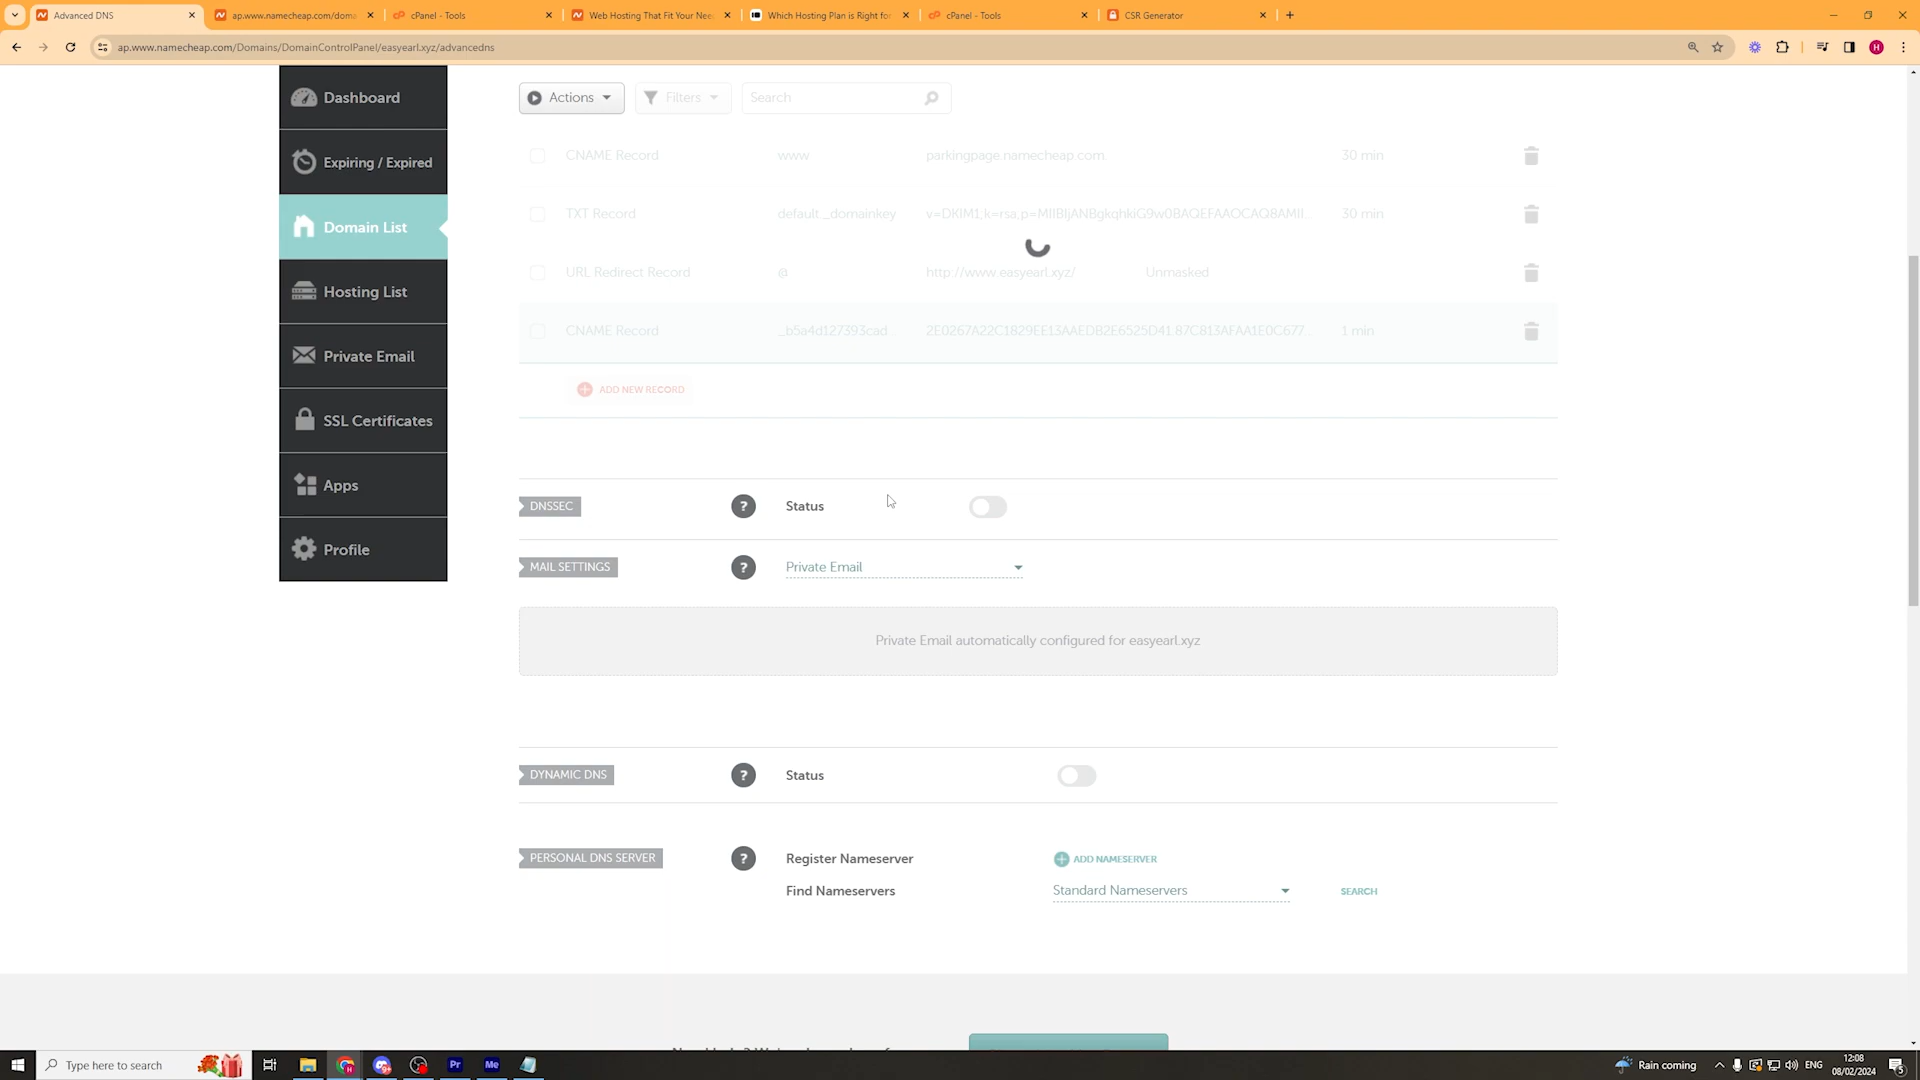 Advanced DNS
ap.www.namecheap.com/doma
cPanel - Tools
Web Hosting That Fit Your Nee
Which Hosting Plan is Right for
cPanel - Tools
CSR Generator
ap.www.namecheap.com/Domains/DomainControlPanel/easyearl.xyz/advancedns
H
Dashboard
Expiring / Expired
Domain List
Hosting List
Private Email
SSL Certificates
Apps
Profile
Actions
Filters
Search
CNAME Record www parkingpage.namecheap.com. 30 min
TXT Record default._domainkey v=DKIM1;k=rsa;p=MIIBIjANBgkqhkiG9w0BAQEFAAOCAQ8AMII... 30 min
URL Redirect Record @ http://www.easyearl.xyz/ Unmasked
CNAME Record _b5a4d127393cad... 2E0267A22C1829EE13AAEDB2E6525D41.87C813AFAA1E0C677... 1 min
ADD NEW RECORD
DNSSEC ? Status
MAIL SETTINGS ? Private Email
Private Email automatically configured for easyearl.xyz
DYNAMIC DNS ? Status
PERSONAL DNS SERVER ? Register Nameserver ADD NAMESERVER
Find Nameservers Standard Nameservers SEARCH
Type here to search
Pr
Me
Rain coming
ENG
12:08
08/02/2024
5